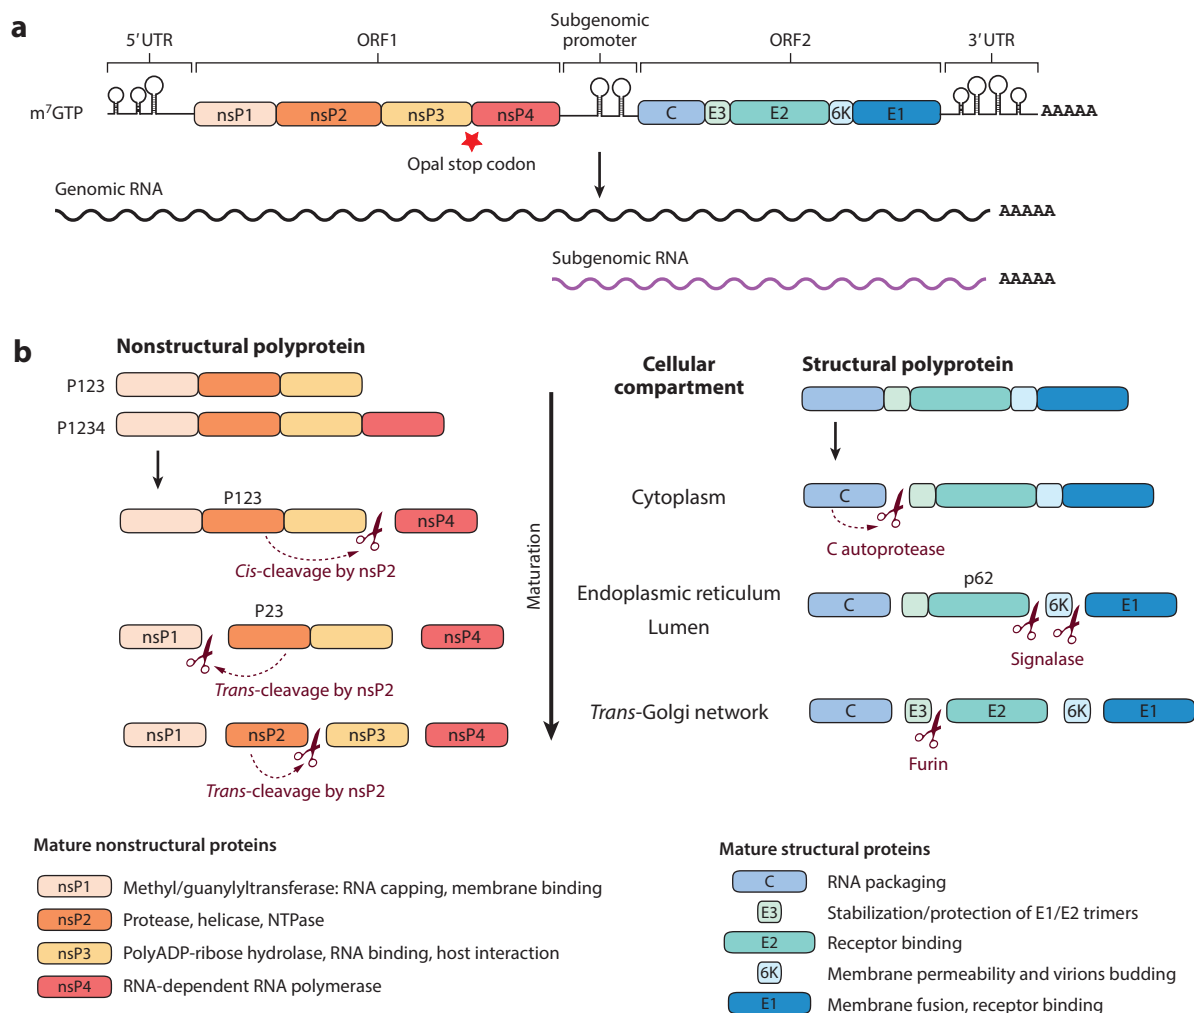 a
5′UTR
ORF1
Subgenomic
promoter
ORF2
3′UTR
m⁷GTP
nsP1
nsP2
nsP3
nsP4
C
E3
E2
6K
E1
AAAAA
Opal stop codon
Genomic RNA
AAAAA
Subgenomic RNA
AAAAA
b
Nonstructural polyprotein
P123
P1234
P123
nsP4
Cis-cleavage by nsP2
P23
nsP1
nsP4
Trans-cleavage by nsP2
nsP1
nsP2
nsP3
nsP4
Trans-cleavage by nsP2
Maturation
Cellular
compartment
Structural polyprotein
Cytoplasm
C
C autoprotease
Endoplasmic reticulum
Lumen
p62
C
6K
E1
Signalase
Trans-Golgi network
C
E3
E2
6K
E1
Furin
Mature nonstructural proteins
nsP1 Methyl/guanylyltransferase: RNA capping, membrane binding
nsP2 Protease, helicase, NTPase
nsP3 PolyADP-ribose hydrolase, RNA binding, host interaction
nsP4 RNA-dependent RNA polymerase
Mature structural proteins
C RNA packaging
E3 Stabilization/protection of E1/E2 trimers
E2 Receptor binding
6K Membrane permeability and virions budding
E1 Membrane fusion, receptor binding